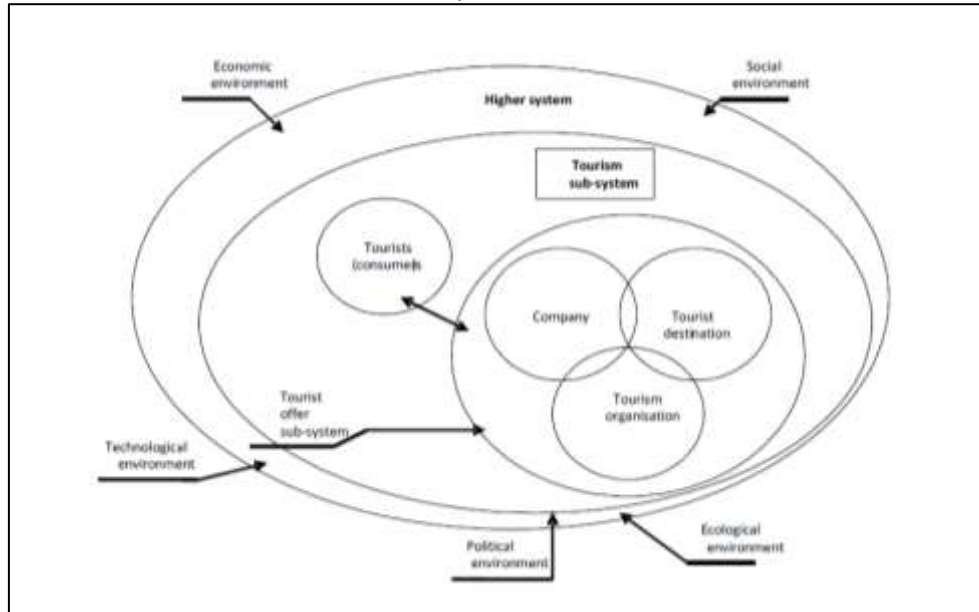 Economic
environment
Social
environment
Higher system
Tourism
sub-system
Tourists
(consumers
Company
Tourist
destination
Tourism
organisation
Tourist
offer
sub-system
Technological
environment
Political
environment
Ecological
environment